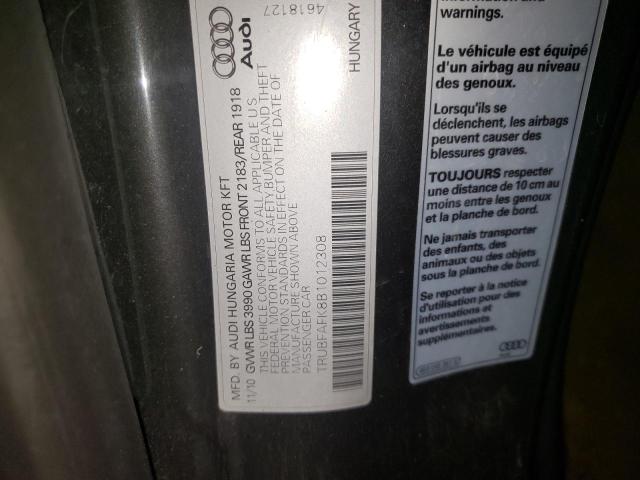 MFD. BY AUDI HUNGARIA MOTOR KFT
11/10 GVWR LBS 3990 GAWR LBS FRONT 2183/REAR 1918
THIS VEHICLE CONFORMS TO ALL APPLICABLE U S
FEDERAL MOTOR VEHICLE SAFETY, BUMPER AND THEFT
PREVENTION STANDARDS IN EFFECT ON THE DATE OF
MANUFACTURE SHOWN ABOVE
PASSENGER CAR
TRUBFAFK8B1012308
Audi
4618127
HUNGARY
warnings.
Le véhicule est équipé
d'un airbag au niveau
des genoux.
Lorsqu'ils se
déclenchent, les airbags
peuvent causer des
blessures graves.
TOUJOURS respecter
une distance de 10 cm au
moins entre les genoux
et la planche de bord.
Ne jamais transporter
des enfants, des
animaux ou des objets
sous la planche de bord.
Se reporter à la notice
d'utilisation pour des
informations et
avertissements
supplémentaires.